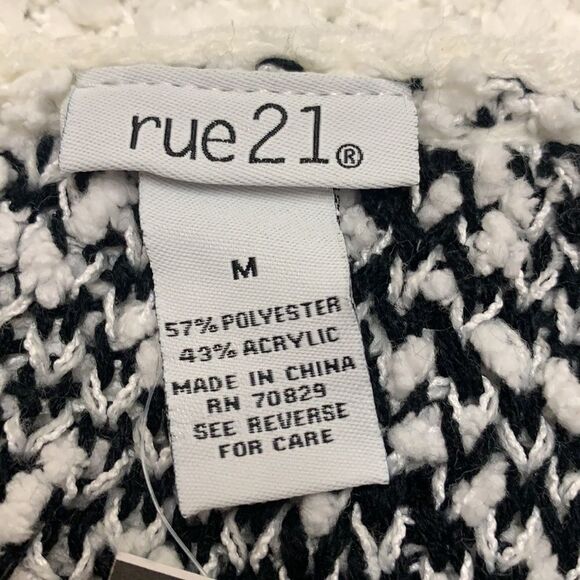 rue21®
M
57% POLYESTER
43% ACRYLIC
MADE IN CHINA
RN 70829
SEE REVERSE
FOR CARE